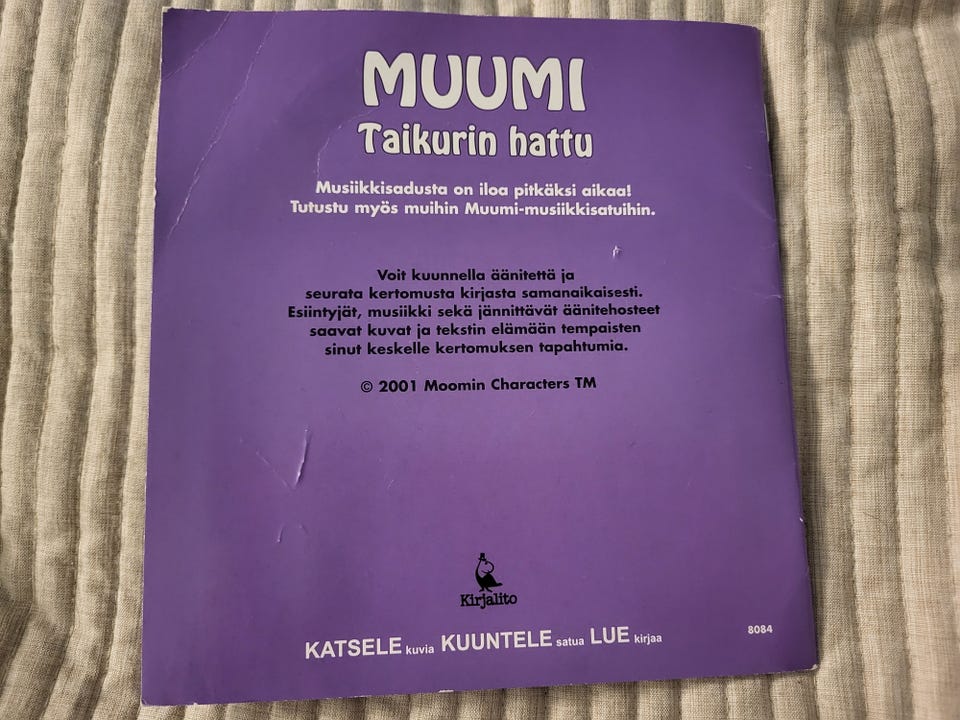 MUUMI
Taikurin hattu
Musiikkisadusta on iloa pitkäksi aikaa!
Tutustu myös muihin Muumi-musiikkisatuihin.
Voit kuunnella äänitettä ja
seurata kertomusta kirjasta samanaikaisesti.
Esiintyjät, musiikki sekä jännittävät äänitehosteet
saavat kuvat ja tekstin elämään tempaisten
sinut keskelle kertomuksen tapahtumia.
© 2001 Moomin Characters TM
Kirjalito
KATSELE kuvia KUUNTELE satua LUE kirjaa
8084